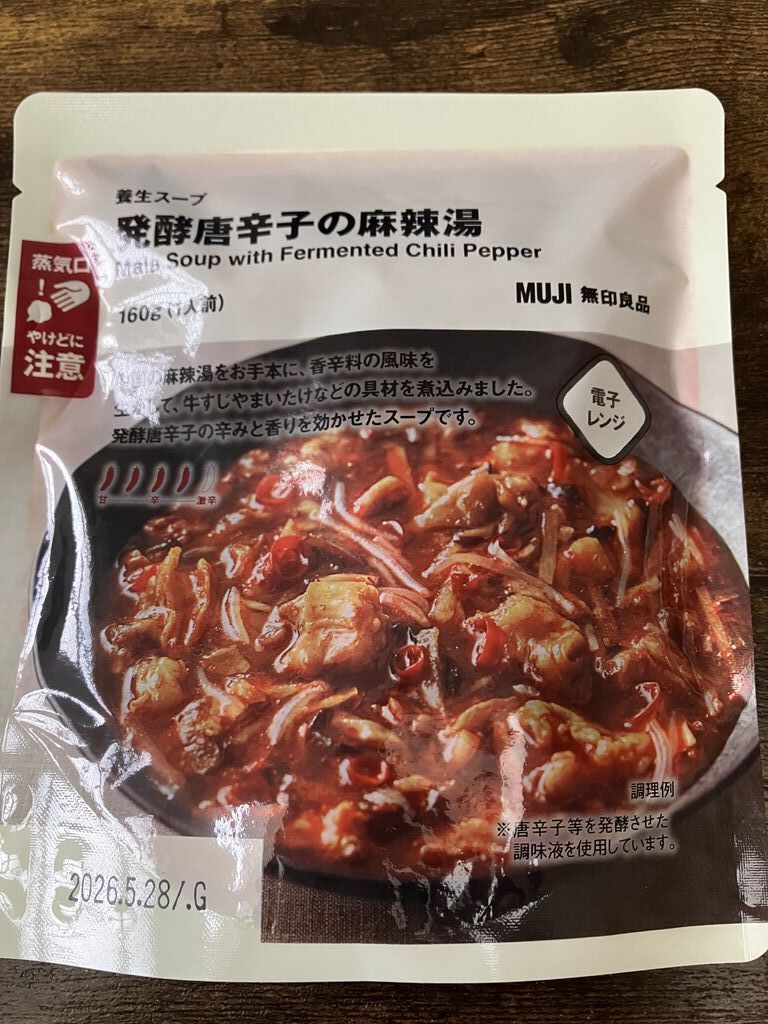 養生スープ
発酵唐辛子の麻辣湯
Mala Soup with Fermented Chili Pepper
160g (1人前)
MUJI 無印良品
蒸気口
!
やけどに
注意
の麻辣湯をお手本に、香辛料の風味を
て、牛すじやまいたけなどの具材を煮込みました。
発酵唐辛子の辛みと香りを効かせたスープです。
電子
レンジ
甘 辛 激辛
調理例
※唐辛子等を発酵させた
調味液を使用しています。
2026.5.28/.G